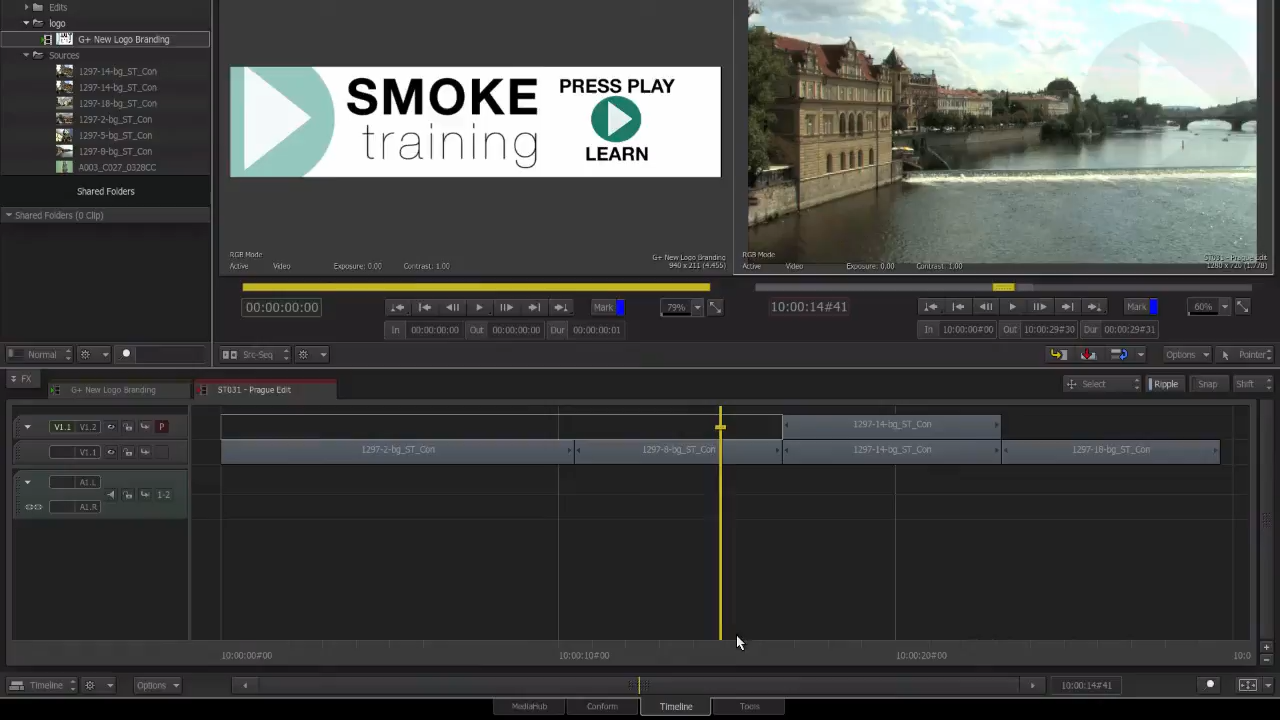 Edits
logo
G+ New Logo Branding
Sources
1297-14-bg_ST_Con
1297-14-bg_ST_Con
1297-18-bg_ST_Con
1297-2-bg_ST_Con
1297-5-bg_ST_Con
1297-8-bg_ST_Con
A003_C027_0328CC
Shared Folders
Shared Folders (0 Clip)
Normal
SMOKE
training
PRESS PLAY
LEARN
RGB Mode
Active Video Exposure: 0.00 Contrast: 1.00
G+ New Logo Branding
940 x 211 (4.455)
00:00:00:00
Mark
79%
In 00:00:00:00 Out 00:00:00:00 Dur 00:00:00:01
Src-Seq
RGB Mode
Active Video Exposure: 0.00 Contrast: 1.00
ST031 - Prague Edit
1280 x 720 (1.778)
10:00:14#41
Mark
60%
In 10:00:00#00 Out 10:00:29#30 Dur 00:00:29#31
Options Pointer
FX
G+ New Logo Branding
ST031 - Prague Edit
Select Ripple Snap Shift
V1.1 V1.2 P
1297-14-bg_ST_Con
V1.1
1297-2-bg_ST_Con
1297-8-bg_ST_Con
1297-14-bg_ST_Con
1297-18-bg_ST_Con
A1.L
1-2
A1.R
10:00:00#00
10:00:10#00
10:00:20#00
10:0
Timeline
Options
10:00:14#41
MediaHub
Conform
Timeline
Tools